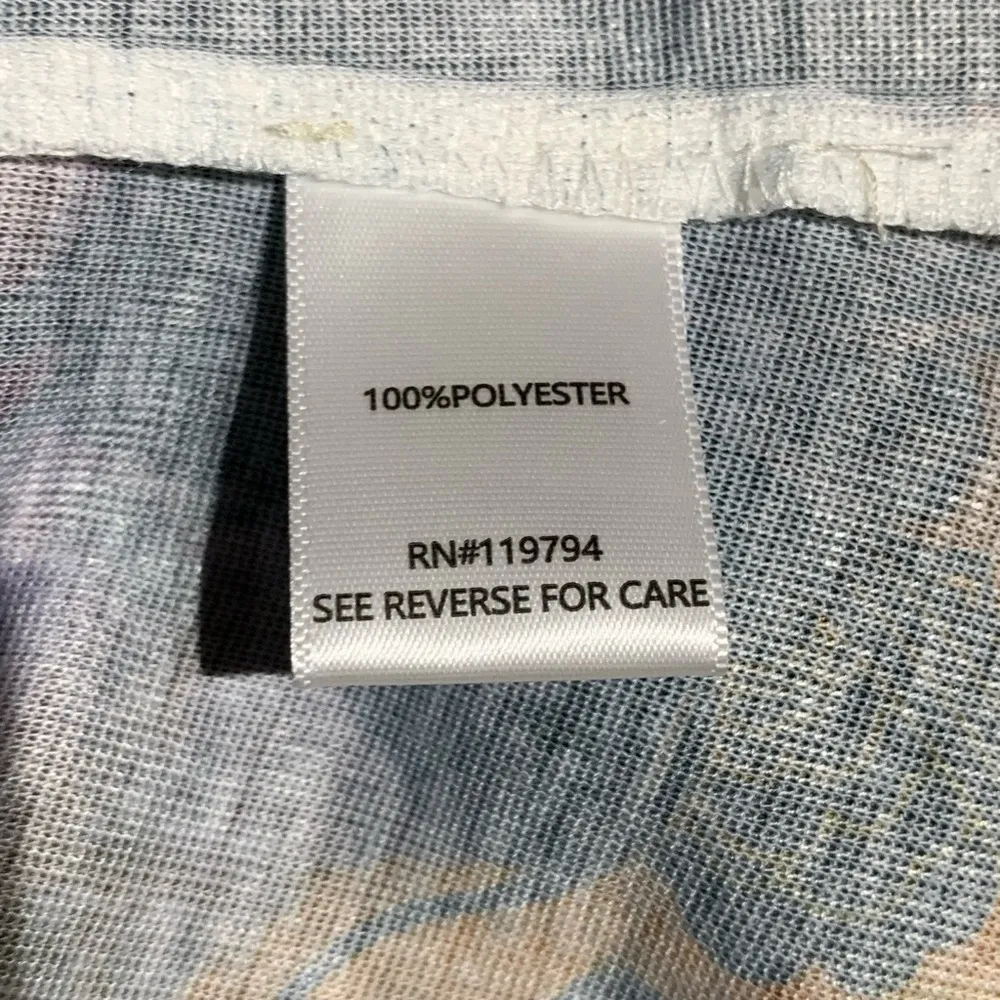 100%POLYESTER
RN#119794
SEE REVERSE FOR CARE